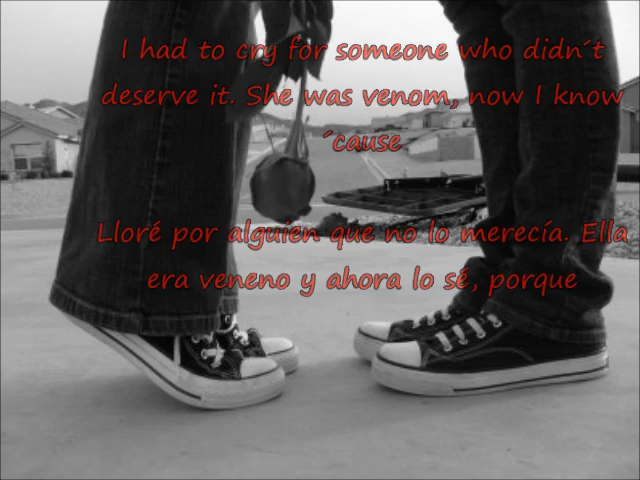 I had to cry for someone who didn´t
deserve it. She was venom, now I know
´cause
Lloré por alguien que no lo merecía. Ella
era veneno y ahora lo sé, porque